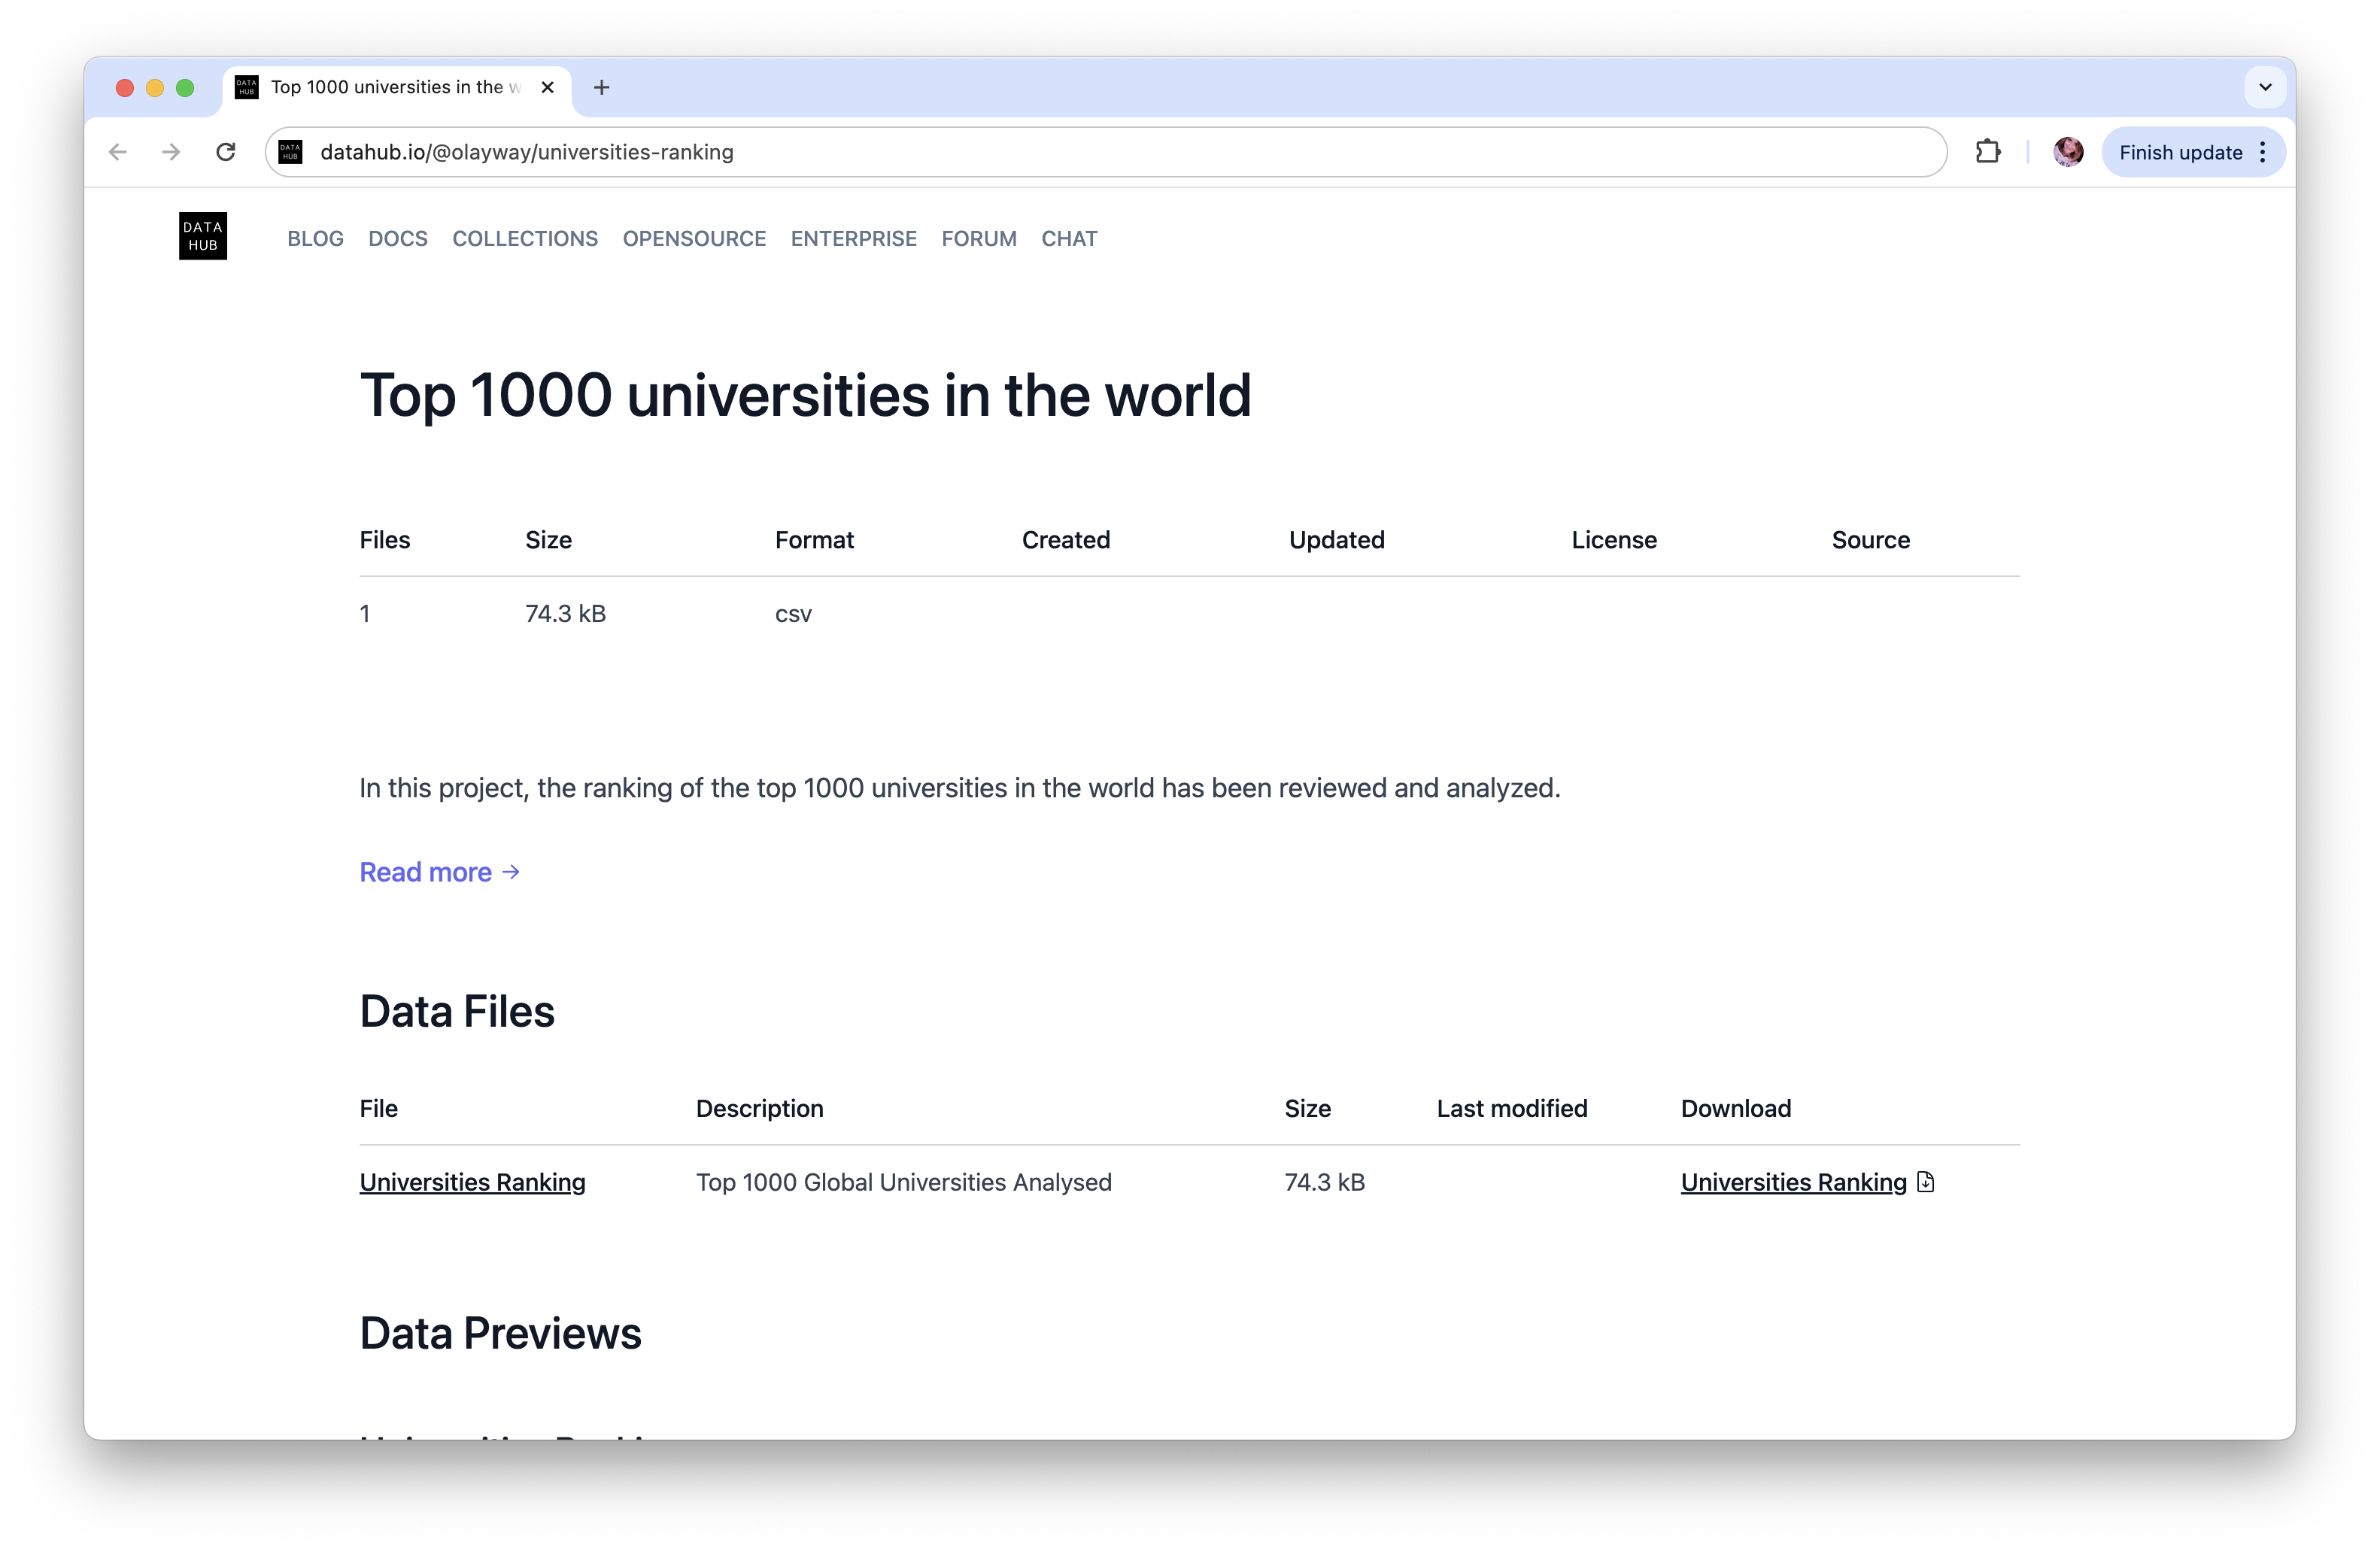 DATA HUB Top 1000 universities in the w
DATA HUB datahub.io/@olayway/universities-ranking Finish update
DATA
HUB
BLOG DOCS COLLECTIONS OPENSOURCE ENTERPRISE FORUM CHAT
Top 1000 universities in the world
Files Size Format Created Updated License Source
1 74.3 kB csv
In this project, the ranking of the top 1000 universities in the world has been reviewed and analyzed.
Read more →
Data Files
File Description Size Last modified Download
Universities Ranking Top 1000 Global Universities Analysed 74.3 kB Universities Ranking
Data Previews